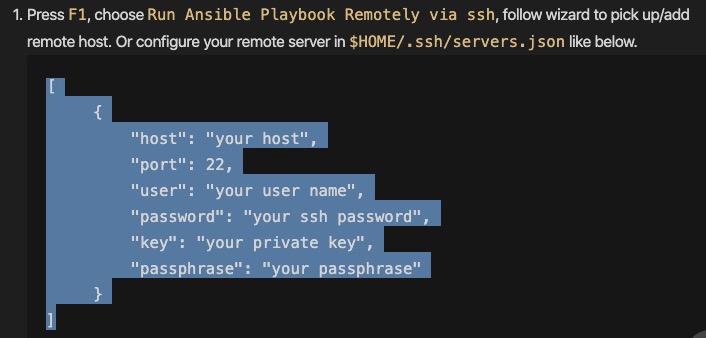 1. Press F1, choose Run Ansible Playbook Remotely via ssh, follow wizard to pick up/add
remote host. Or configure your remote server in $HOME/.ssh/servers.json like below.
[
{
"host": "your host",
"port": 22,
"user": "your user name",
"password": "your ssh password",
"key": "your private key",
"passphrase": "your passphrase"
}
]